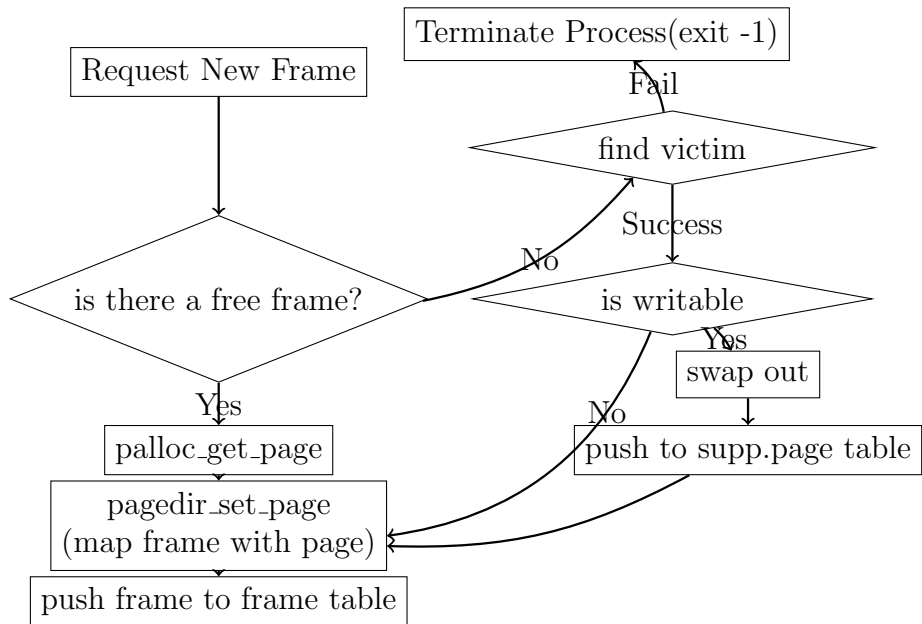 Terminate Process(exit -1)
Request New Frame
Fail
find victim
Success
No
is there a free frame?
is writable
Yes
swap out
Yes
No
palloc_get_page
push to supp.page table
pagedir_set_page
(map frame with page)
push frame to frame table